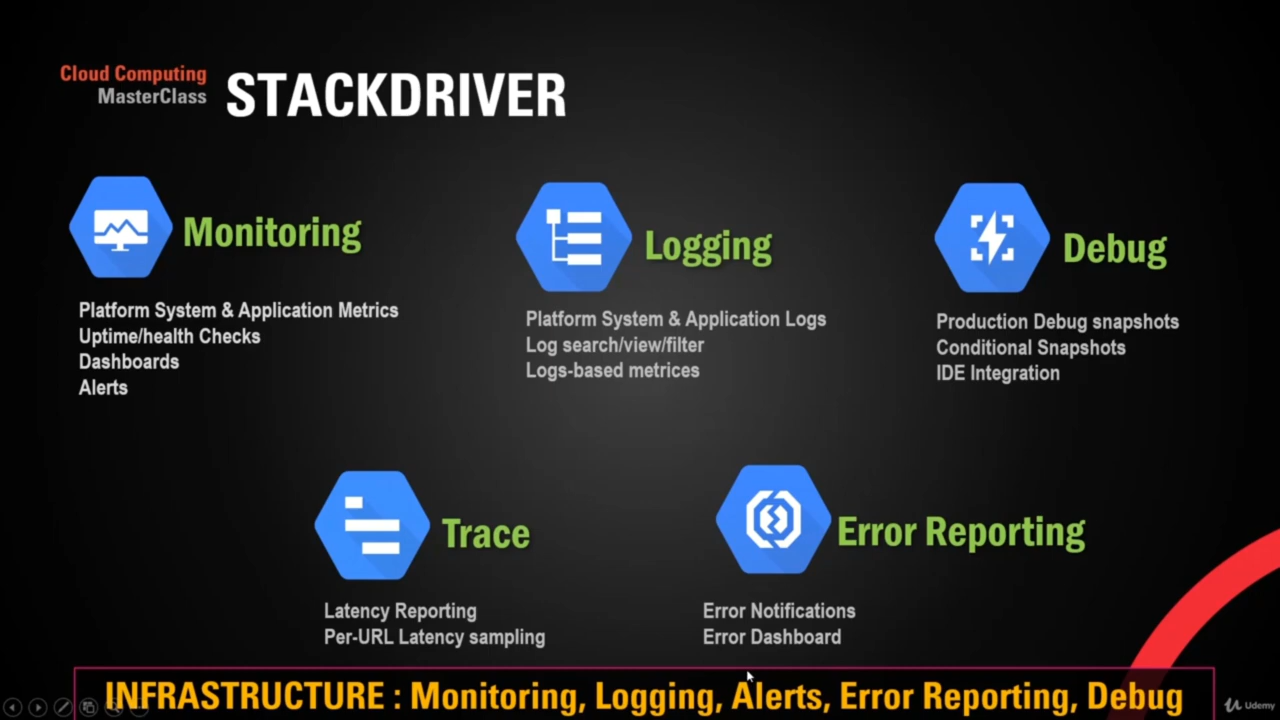 Cloud Computing
MasterClass
STACKDRIVER
Monitoring
Platform System & Application Metrics
Uptime/health Checks
Dashboards
Alerts
Logging
Platform System & Application Logs
Log search/view/filter
Logs-based metrices
Debug
Production Debug snapshots
Conditional Snapshots
IDE Integration
Trace
Latency Reporting
Per-URL Latency sampling
Error Reporting
Error Notifications
Error Dashboard
INFRASTRUCTURE : Monitoring, Logging, Alerts, Error Reporting, Debug
Udemy